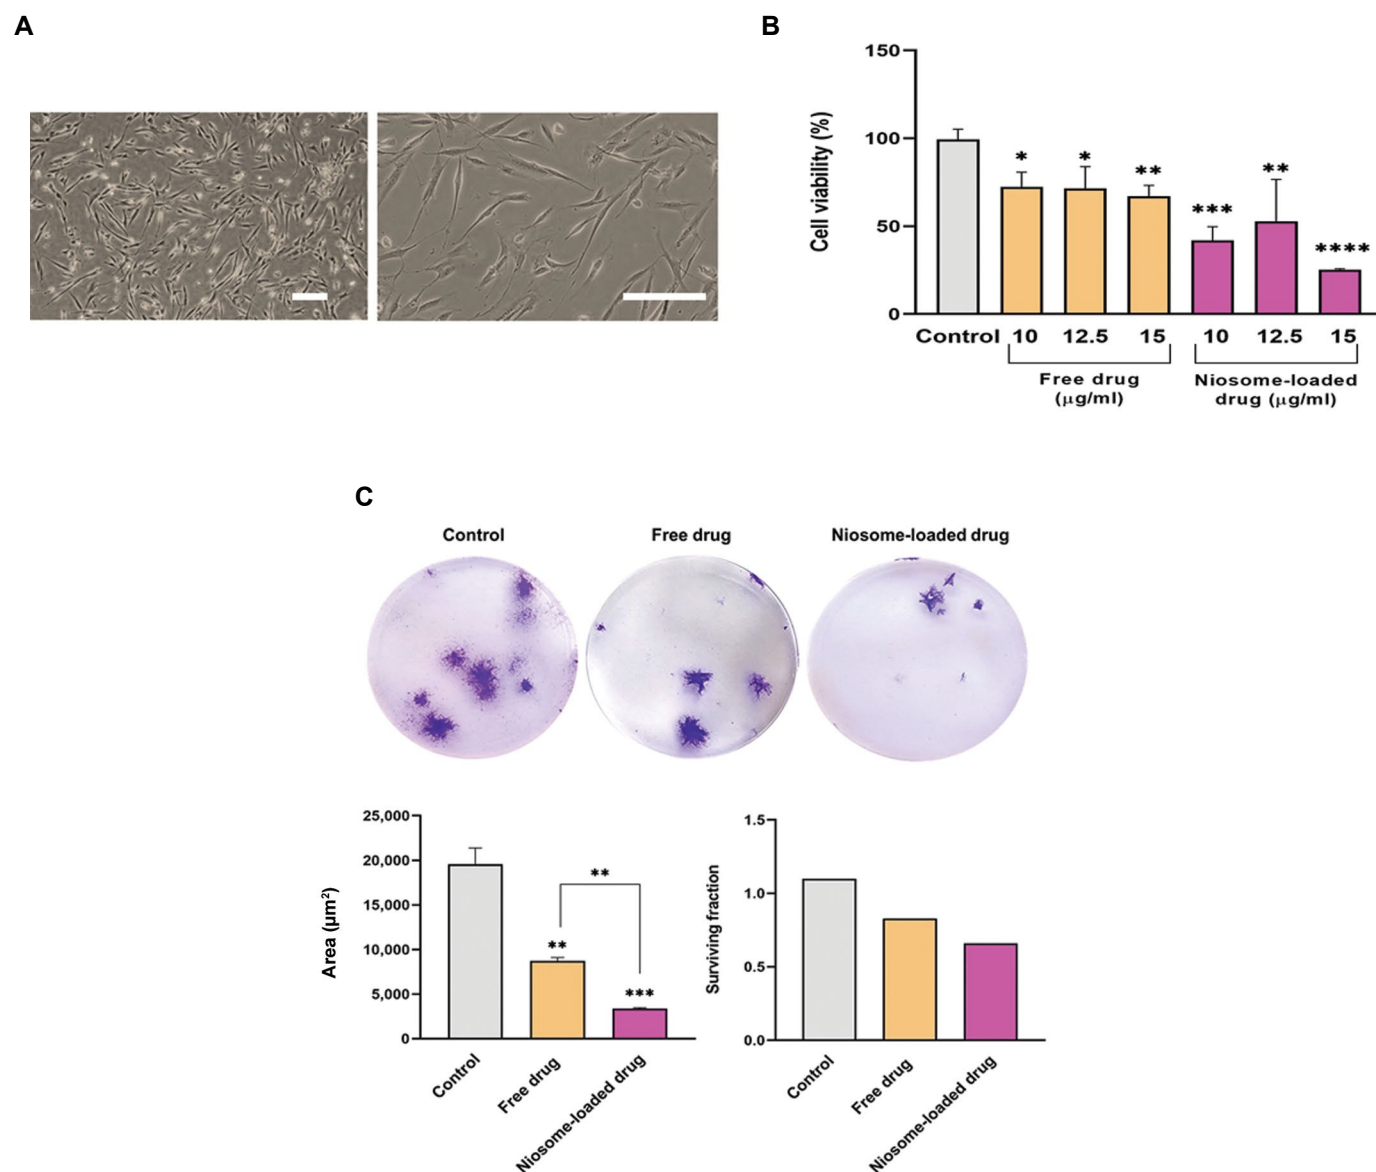 A
B
150
100
50
0
Cell viability (%)
*
*
**
***
**
****
Control 10 12.5 15 10 12.5 15
Free drug
(µg/ml)
Niosome-loaded
drug (µg/ml)
C
Control Free drug Niosome-loaded drug
25,000
20,000
15,000
10,000
5,000
0
Area (µm²)
**
**
***
Control
Free drug
Niosome-loaded drug
1.5
1.0
0.5
0.0
Surviving fraction
Control
Free drug
Niosome-loaded drug